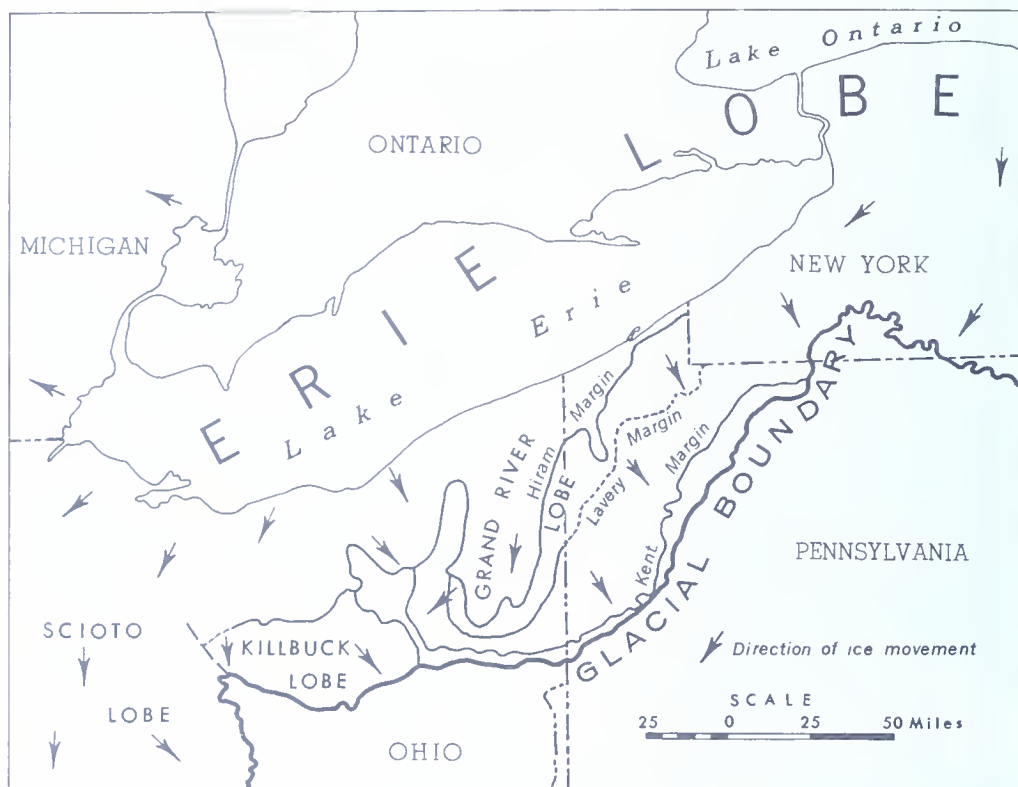 Lake Ontario
LOBE
ONTARIO
MICHIGAN
NEW YORK
ERIE
Lake Erie
Hiram Margin
Lavery Margin
Kent Margin
GRAND RIVER
LOBE
GLACIAL BOUNDARY
PENNSYLVANIA
SCIOTO
LOBE
KILLBUCK
LOBE
OHIO
Direction of ice movement
SCALE
25 0 25 50 Miles